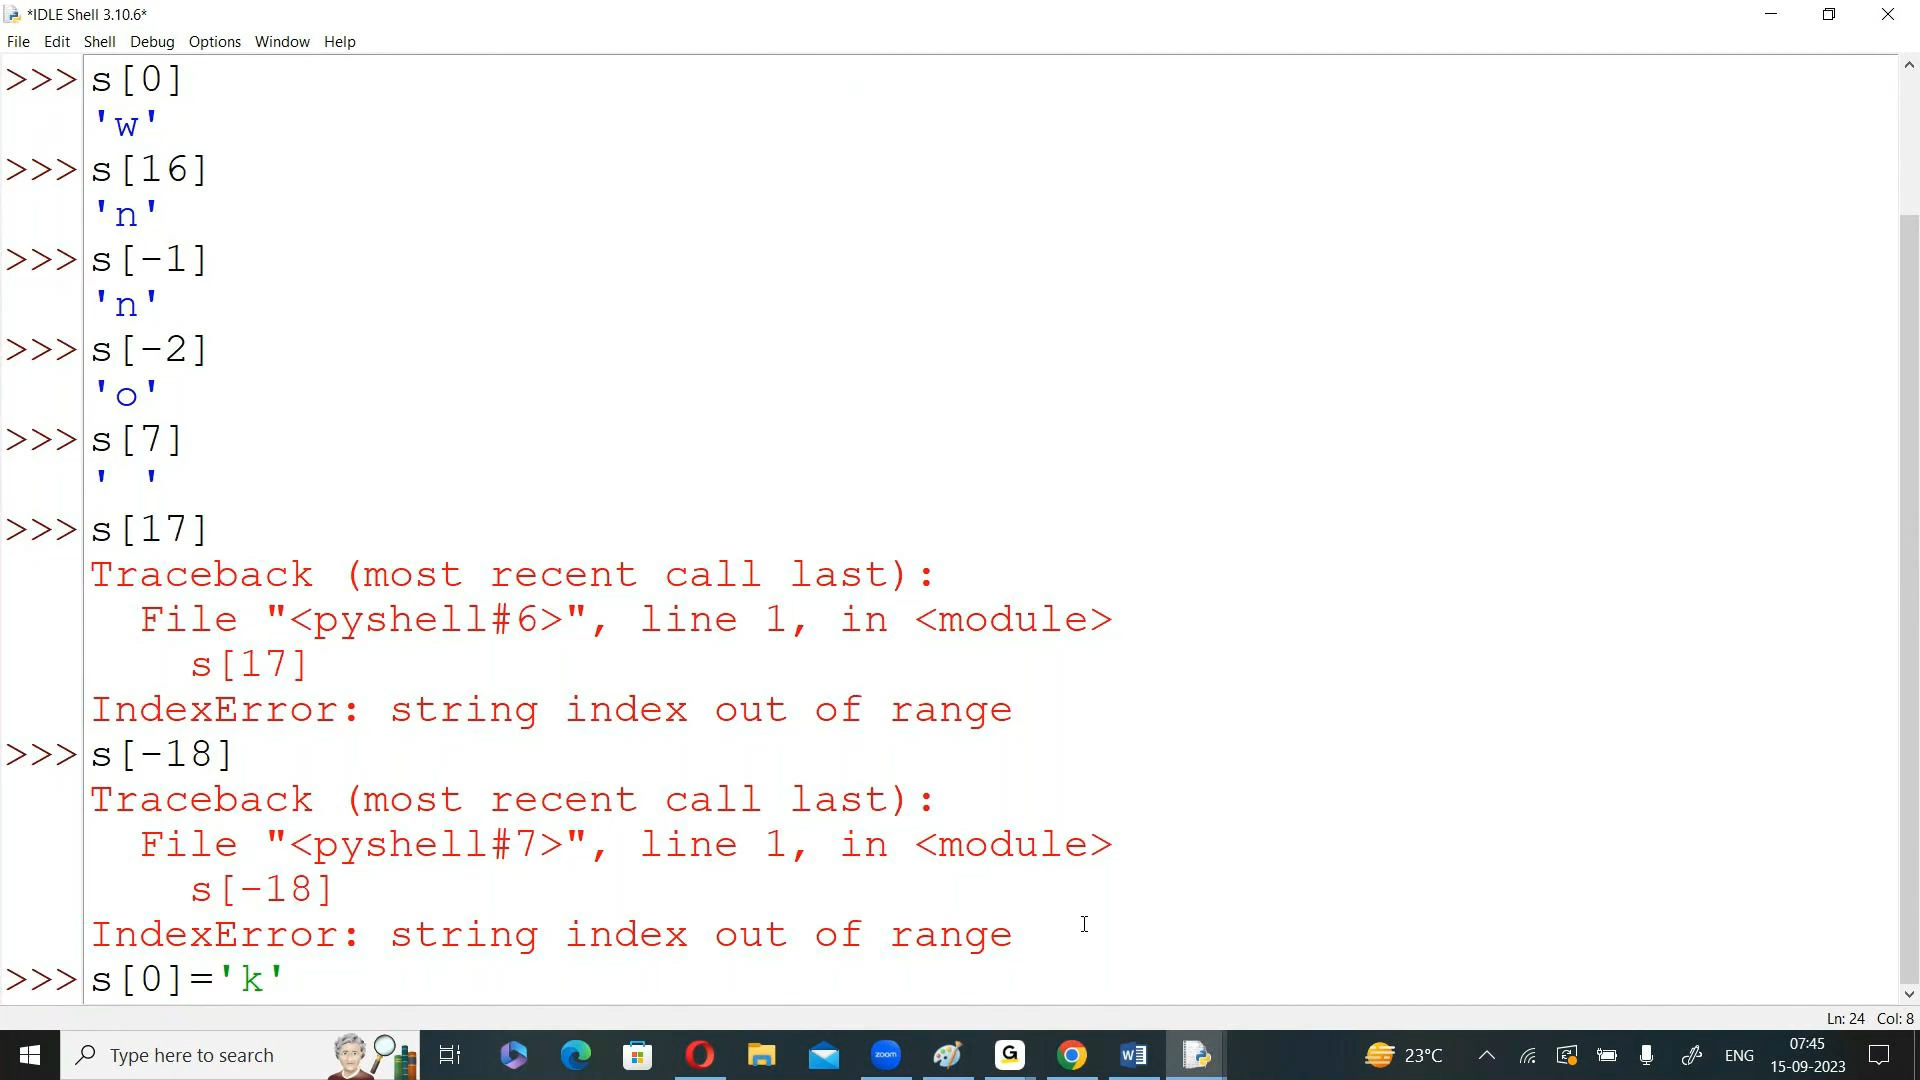 *IDLE Shell 3.10.6*
File Edit Shell Debug Options Window Help
>>> s[0]
'w'
>>> s[16]
'n'
>>> s[-1]
'n'
>>> s[-2]
'o'
>>> s[7]
' '
>>> s[17]
Traceback (most recent call last):
  File "<pyshell#6>", line 1, in <module>
    s[17]
IndexError: string index out of range
>>> s[-18]
Traceback (most recent call last):
  File "<pyshell#7>", line 1, in <module>
    s[-18]
IndexError: string index out of range
>>> s[0]='k'
Ln: 24 Col: 8
Type here to search
zoom
G
W
23°C
ENG
07:45
15-09-2023